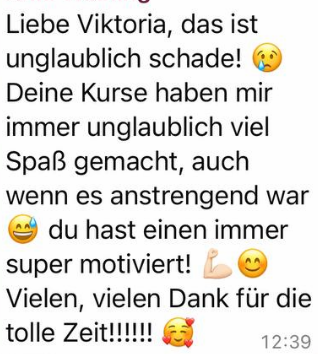 Liebe Viktoria, das ist
unglaublich schade! 😢
Deine Kurse haben mir
immer unglaublich viel
Spaß gemacht, auch
wenn es anstrengend war
😅 du hast einen immer
super motiviert! 💪🏻😊
Vielen, vielen Dank für die
tolle Zeit!!!!!! 🥰
12:39